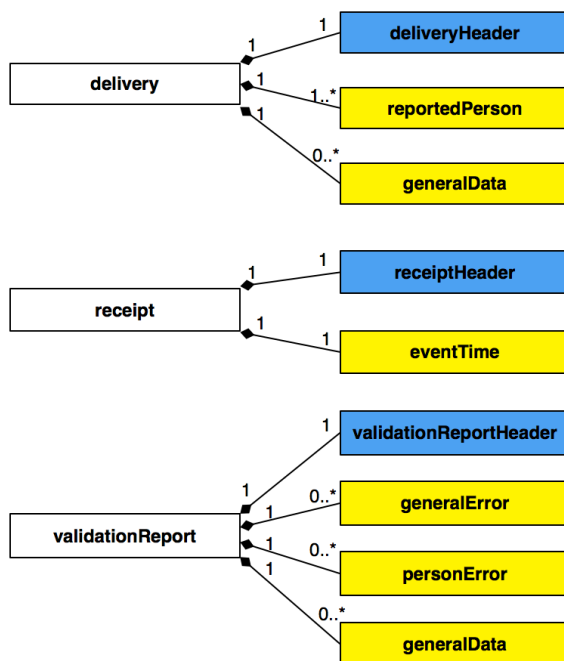 1
1
deliveryHeader
delivery
1
1..*
reportedPerson
1
0..*
generalData
1
1
receiptHeader
receipt
1
1
eventTime
1
validationReportHeader
1
0..*
generalError
validationReport
1
0..*
personError
1
1
0..*
generalData